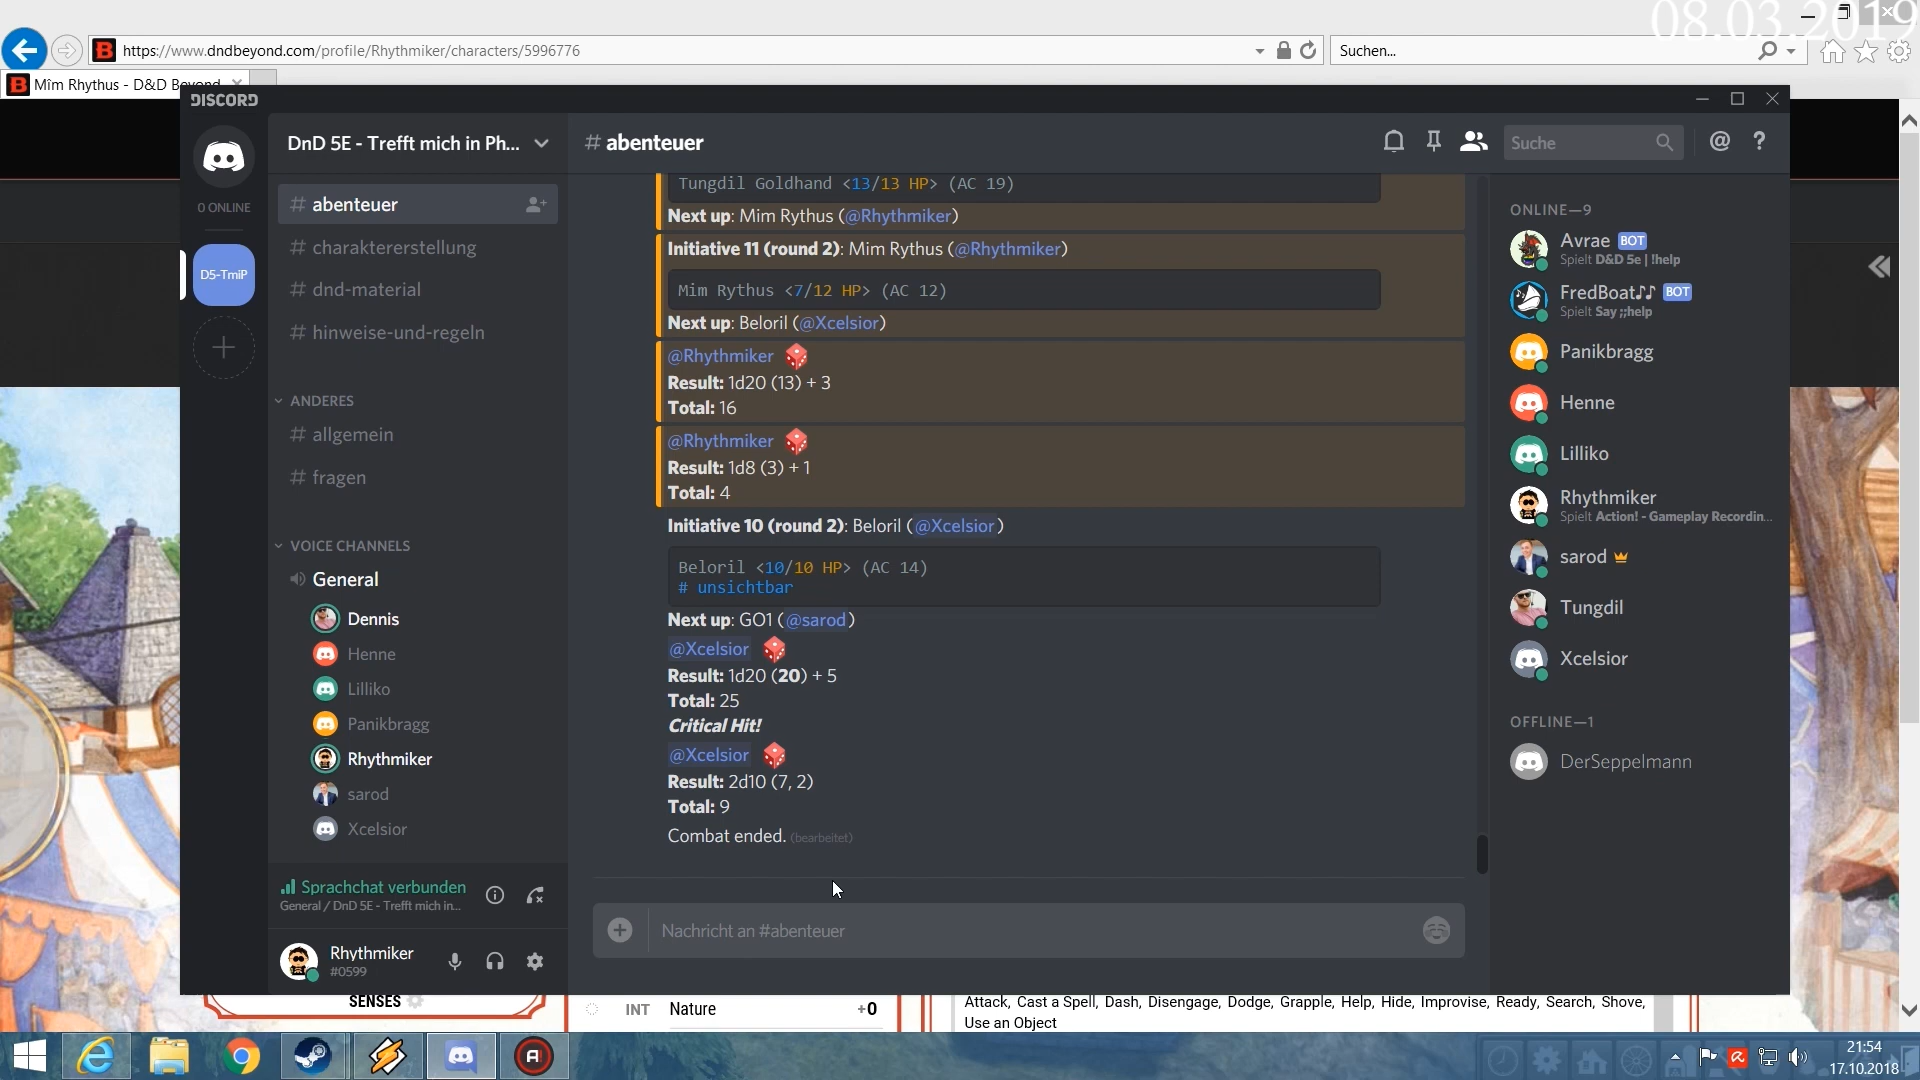 08.03.2019
https://www.dndbeyond.com/profile/Rhythmiker/characters/5996776
Suchen...
Mîm Rhythus - D&D Beyond
DISCORD
DnD 5E - Trefft mich in Ph...
# abenteuer
Suche
@ ?
0 ONLINE
D5-TmiP
# abenteuer
# charaktererstellung
# dnd-material
# hinweise-und-regeln
ANDERES
# allgemein
# fragen
VOICE CHANNELS
General
Dennis
Henne
Lilliko
Panikbragg
Rhythmiker
sarod
Xcelsior
Sprachchat verbunden
General / DnD 5E - Trefft mich in...
Rhythmiker
#0599
Tungdil Goldhand <13/13 HP> (AC 19)
Next up: Mim Rythus (@Rhythmiker)
Initiative 11 (round 2): Mim Rythus (@Rhythmiker)
Mim Rythus <7/12 HP> (AC 12)
Next up: Beloril (@Xcelsior)
@Rhythmiker
Result: 1d20 (13) + 3
Total: 16
@Rhythmiker
Result: 1d8 (3) + 1
Total: 4
Initiative 10 (round 2): Beloril (@Xcelsior)
Beloril <10/10 HP> (AC 14)
# unsichtbar
Next up: GO1 (@sarod)
@Xcelsior
Result: 1d20 (20) + 5
Total: 25
Critical Hit!
@Xcelsior
Result: 2d10 (7, 2)
Total: 9
Combat ended. (bearbeitet)
Nachricht an #abenteuer
ONLINE—9
Avrae BOT
Spielt D&D 5e | !help
FredBoat♪♪ BOT
Spielt Say ;;help
Panikbragg
Henne
Lilliko
Rhythmiker
Spielt Action! - Gameplay Recordin...
sarod
Tungdil
Xcelsior
OFFLINE—1
DerSeppelmann
SENSES
INT Nature +0
Attack, Cast a Spell, Dash, Disengage, Dodge, Grapple, Help, Hide, Improvise, Ready, Search, Shove,
Use an Object
21:54
17.10.2018